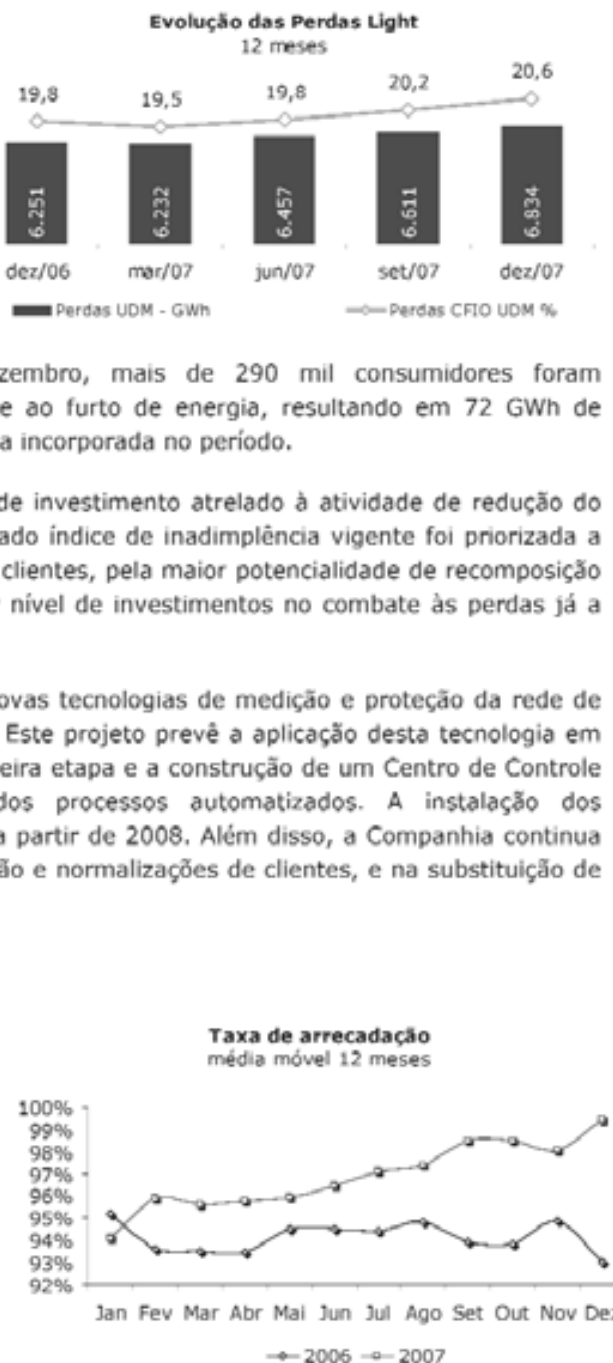 Evolução das Perdas Light
12 meses
19,8 19,5 19,8 20,2 20,6
6.251 6.232 6.457 6.611 6.834
dez/06 mar/07 jun/07 set/07 dez/07
Perdas UDM - GWh Perdas CFIO UDM %
zembro, mais de 290 mil consumidores foram
e ao furto de energia, resultando em 72 GWh de
a incorporada no período.
de investimento atrelado à atividade de redução do
ado índice de inadimplência vigente foi priorizada a
clientes, pela maior potencialidade de recomposição
nível de investimentos no combate às perdas já a
ovas tecnologias de medição e proteção da rede de
Este projeto prevê a aplicação desta tecnologia em
eira etapa e a construção de um Centro de Controle
dos processos automatizados. A instalação dos
a partir de 2008. Além disso, a Companhia continua
ão e normalizações de clientes, e na substituição de
Taxa de arrecadação
média móvel 12 meses
100%
99%
98%
97%
96%
95%
94%
93%
92%
Jan Fev Mar Abr Mai Jun Jul Ago Set Out Nov Dez
2006 2007